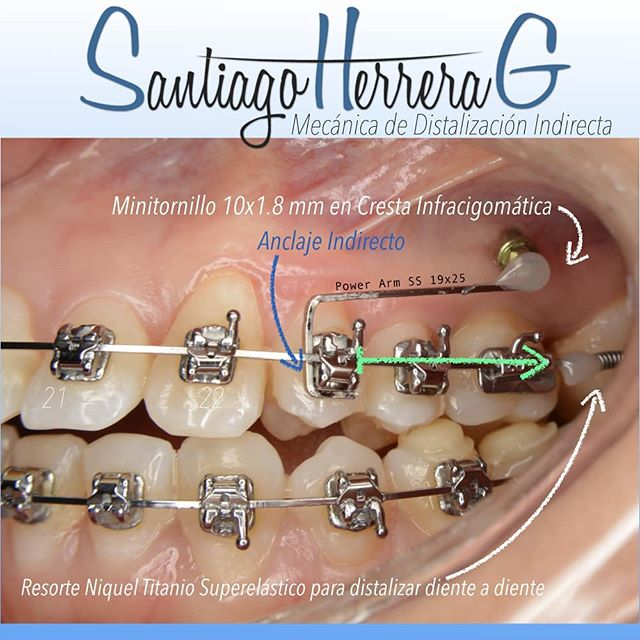 Santiago Herrera G
Mecánica de Distalización Indirecta
Minitornillo 10x1.8 mm en Cresta Infracigomática
Anclaje Indirecto
Power Arm SS 19x25
21
22
Resorte Niquel Titanio Superelástico para distalizar diente a diente